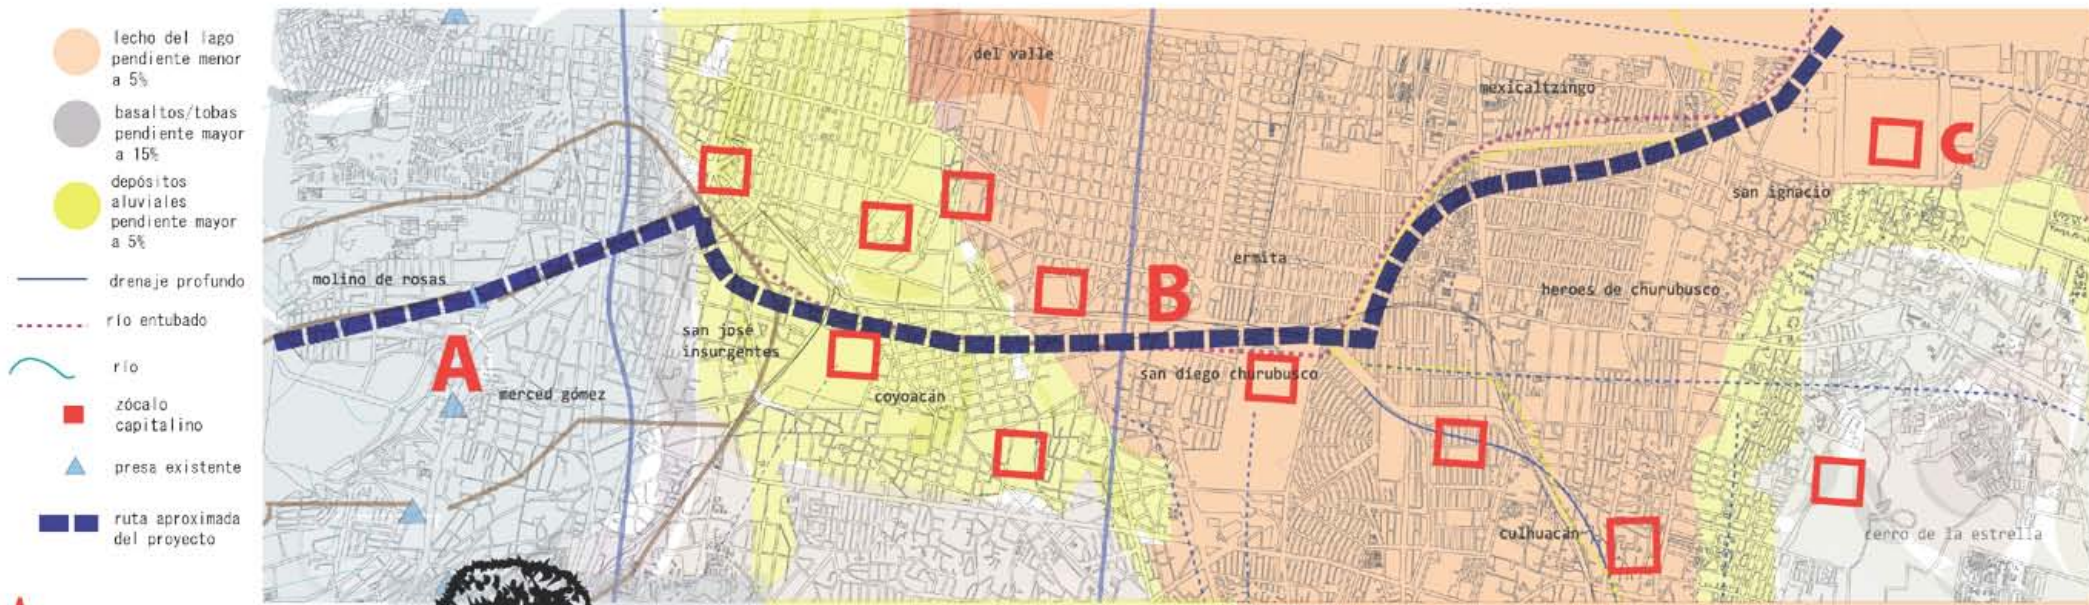 lecho del lago
pendiente menor
a 5%
basaltos/tobas
pendiente mayor
a 15%
depósitos
aluviales
pendiente mayor
a 5%
drenaje profundo
río entubado
río
zócalo
capitalino
presa existente
ruta aproximada
del proyecto
del valle
mexicaltzingo
C
san ignacio
ermita
molino de rosas
B
heroes de churubusco
san josé
insurgentes
A
san diego churubusco
merced gómez
coyoacán
culhuacán
cerro de la estrella